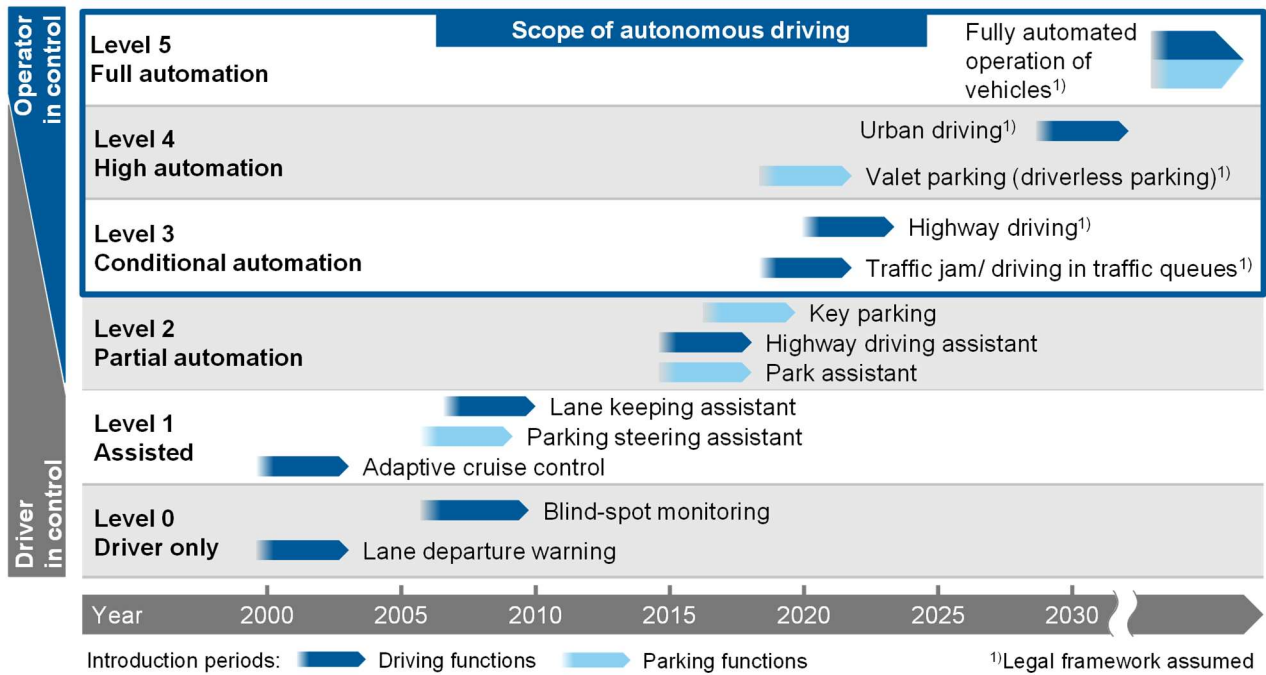 Operator
in control
Driver
in control
Scope of autonomous driving
Level 5
Full automation
Fully automated
operation of
vehicles1)
Level 4
High automation
Urban driving1)
Valet parking (driverless parking)1)
Level 3
Conditional automation
Highway driving1)
Traffic jam/ driving in traffic queues1)
Level 2
Partial automation
Key parking
Highway driving assistant
Park assistant
Level 1
Assisted
Lane keeping assistant
Parking steering assistant
Adaptive cruise control
Level 0
Driver only
Blind-spot monitoring
Lane departure warning
Year 2000 2005 2010 2015 2020 2025 2030
Introduction periods: Driving functions Parking functions 1)Legal framework assumed